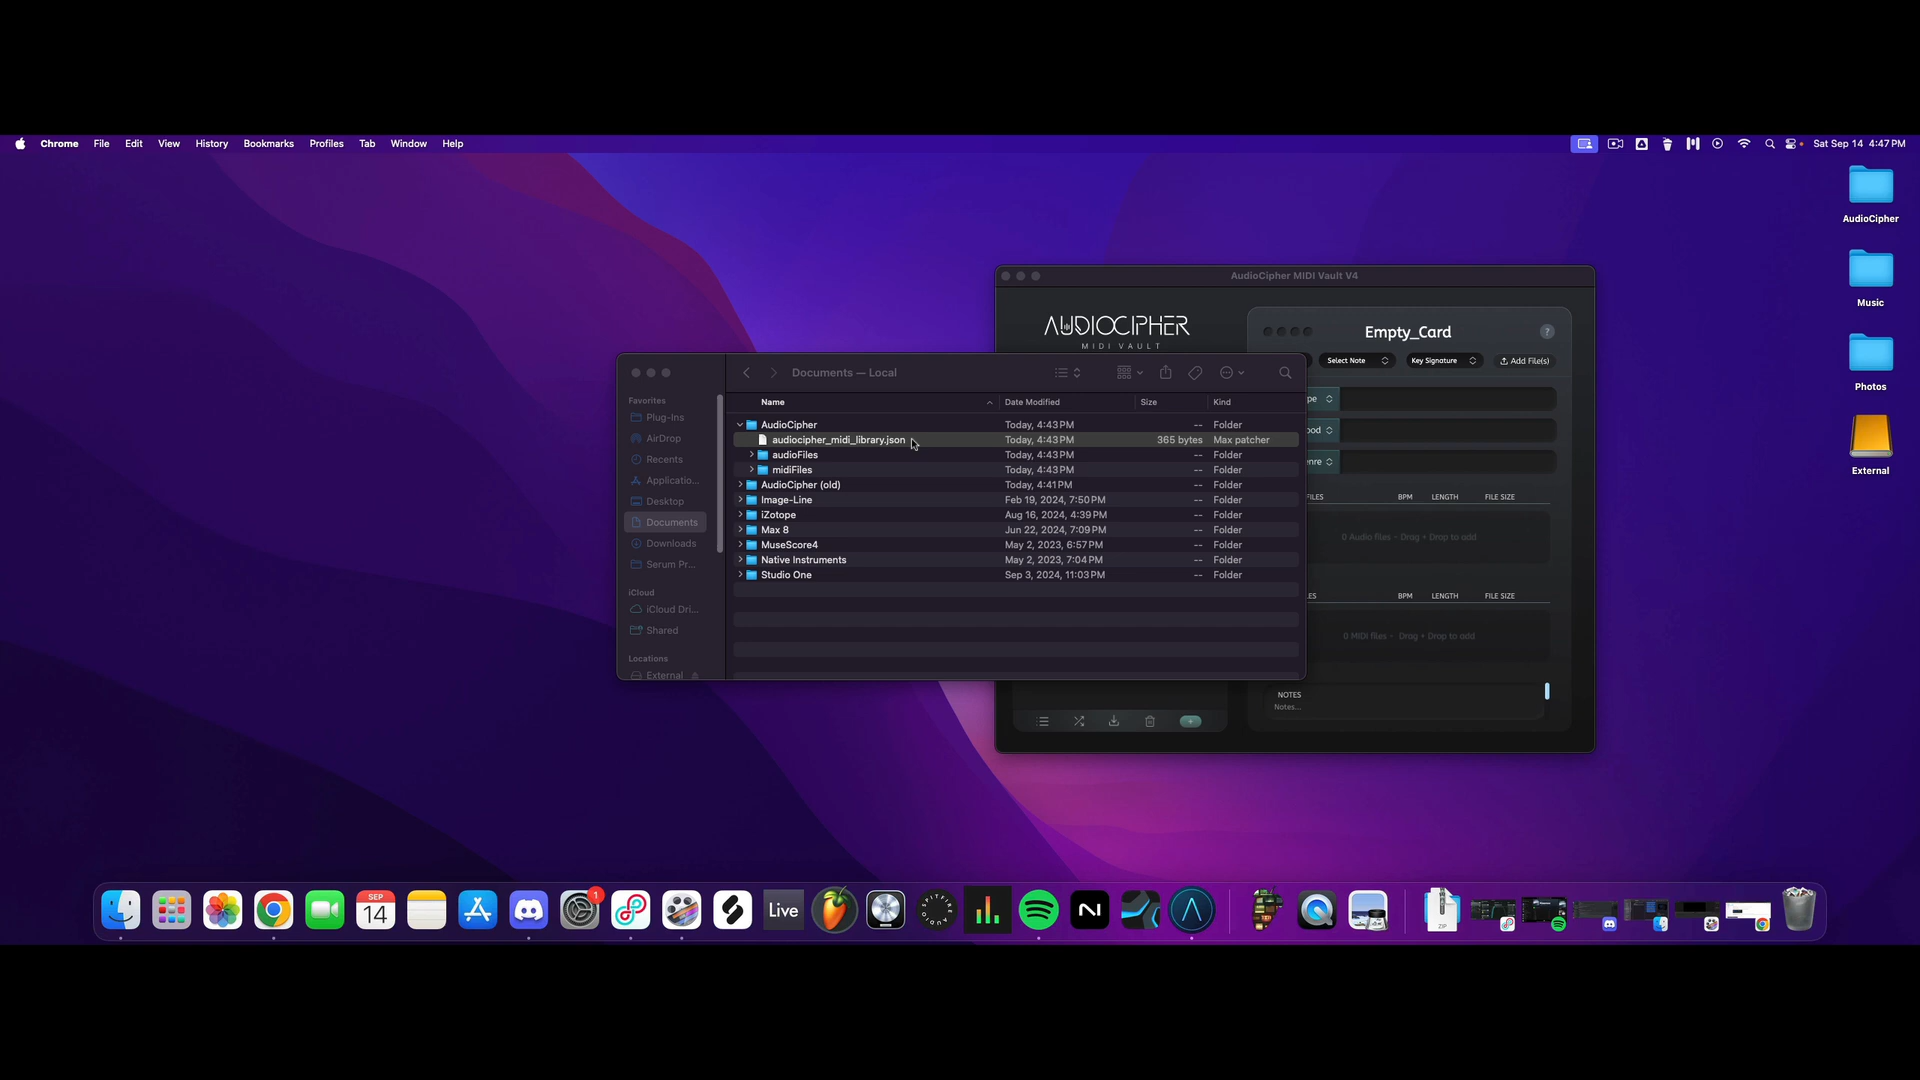 Chrome File Edit View History Bookmarks Profiles Tab Window Help
Sat Sep 14 4:47 PM
AudioCipher
Music
Photos
External
AudioCipher MIDI Vault V4
AUDIOCIPHER
MIDI VAULT
Empty_Card
?
Select Note
Key Signature
Add File(s)
pe
ood
enre
FILES BPM LENGTH FILE SIZE
0 Audio files - Drag + Drop to add
ES BPM LENGTH FILE SIZE
0 MIDI files - Drag + Drop to add
NOTES
Notes...
Documents — Local
Favorites
Plug-Ins
AirDrop
Recents
Applicatio...
Desktop
Documents
Downloads
Serum Pr...
iCloud
iCloud Dri...
Shared
Locations
External
Name Date Modified Size Kind
AudioCipher Today, 4:43 PM -- Folder
audiocipher_midi_library.json Today, 4:43 PM 365 bytes Max patcher
audioFiles Today, 4:43 PM -- Folder
midiFiles Today, 4:43 PM -- Folder
AudioCipher (old) Today, 4:41 PM -- Folder
Image-Line Feb 19, 2024, 7:50 PM -- Folder
iZotope Aug 16, 2024, 4:39 PM -- Folder
Max 8 Jun 22, 2024, 7:09 PM -- Folder
MuseScore4 May 2, 2023, 6:57 PM -- Folder
Native Instruments May 2, 2023, 7:04 PM -- Folder
Studio One Sep 3, 2024, 11:03 PM -- Folder
SEP
14
1
Live
ZIP